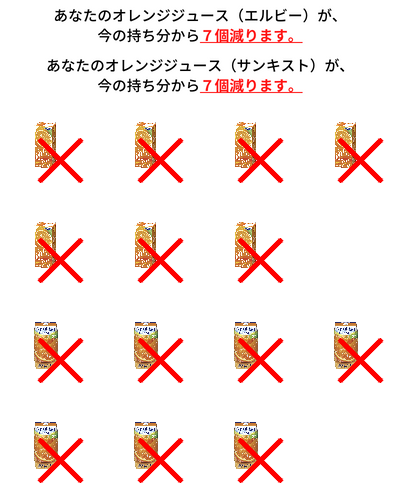 あなたのオレンジジュース（エルビー）が、
今の持ち分から７個減ります。
あなたのオレンジジュース（サンキスト）が、
今の持ち分から７個減ります。